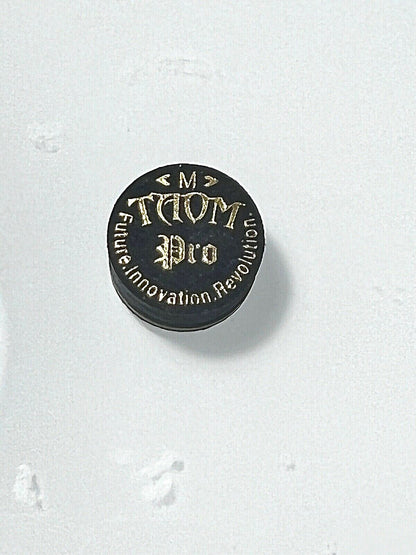 <M>
TAOM
Pro
Future.Innovation.Revolution.